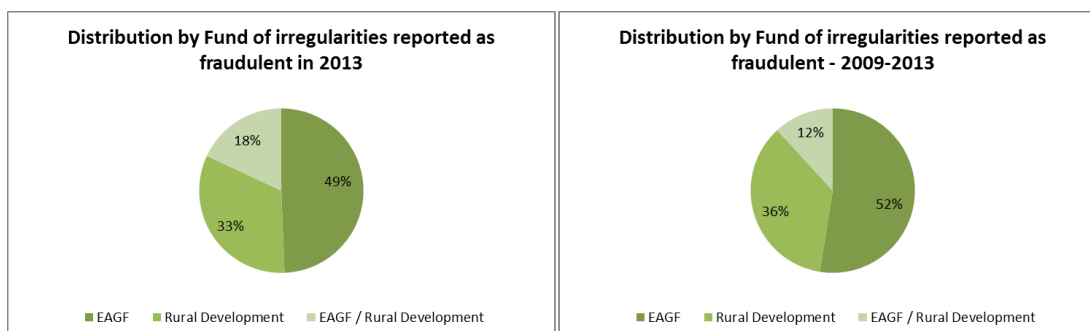 Distribution by Fund of irregularities reported as
fraudulent in 2013
18%
49%
33%
EAGF Rural Development EAGF / Rural Development
Distribution by Fund of irregularities reported as
fraudulent - 2009-2013
12%
52%
36%
EAGF Rural Development EAGF / Rural Development